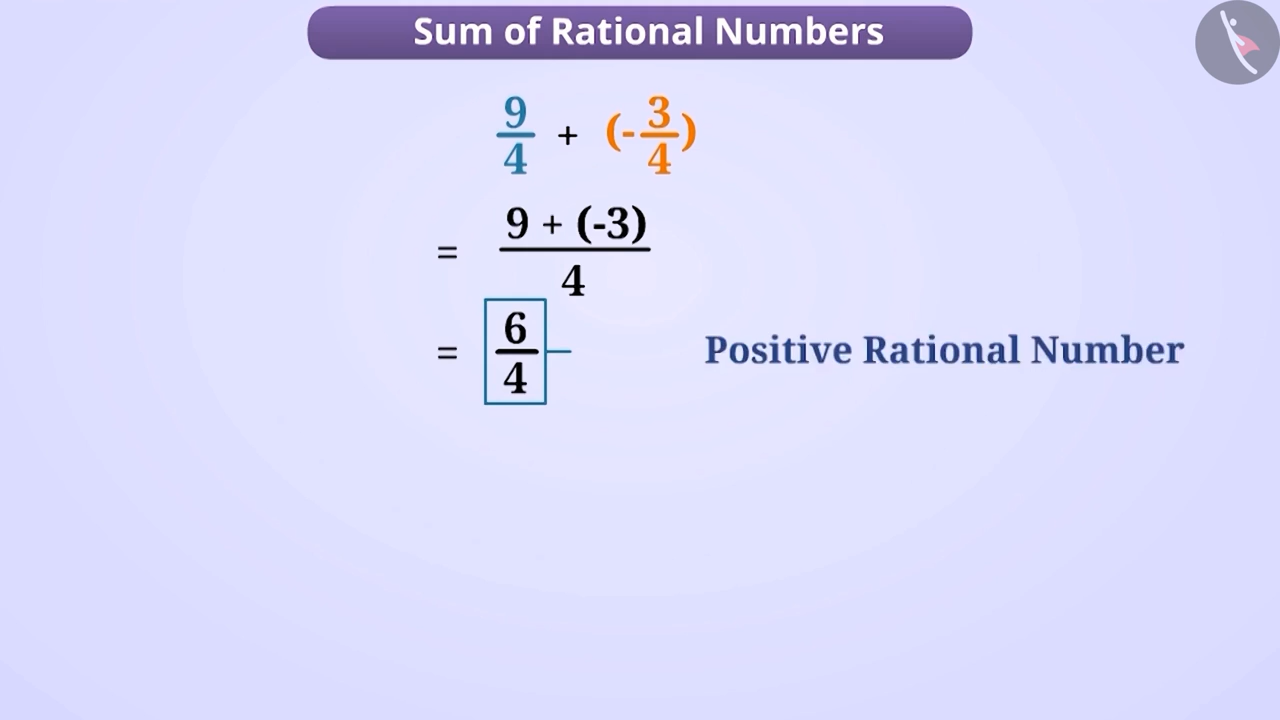 Sum of Rational Numbers
9/4 + (-3/4)
= 9 + (-3)/4
= 6/4 Positive Rational Number